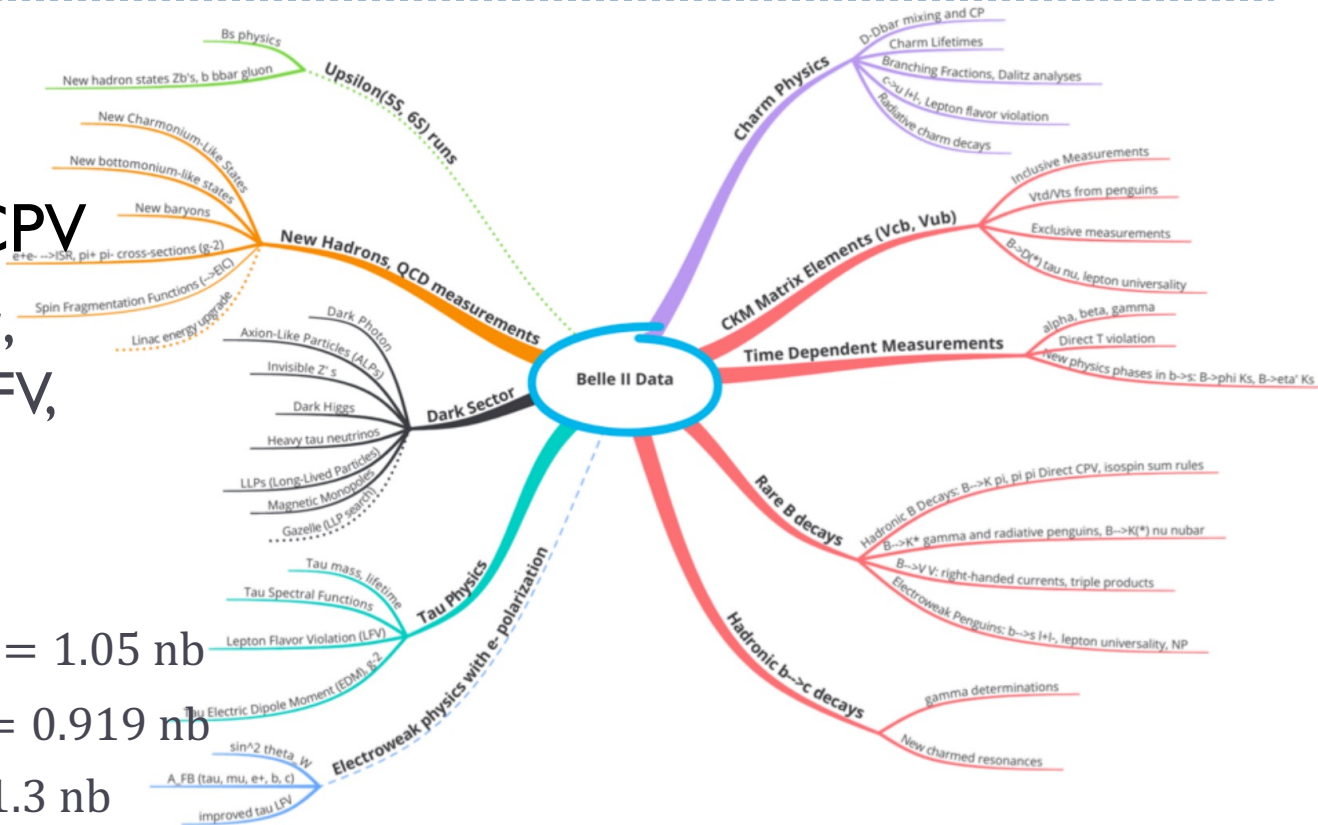 Bs physics
New hadron states Zb's, b bbar gluon
Upsilon(5S, 6S) runs
New Charmonium-Like States
New bottomonium-like states
New baryons
e+e- -->ISR, pi+ pi- cross-sections (g-2)
Spin Fragmentation Functions (-->EIC)
Linac energy upgrade
New Hadrons, QCD measurements
CPV
,
FV,
Dark Photon
Axion-Like Particles (ALPs)
Invisible Z' s
Dark Higgs
Heavy tau neutrinos
LLPs (Long-Lived Particles)
Magnetic Monopoles
Gazelle (LLP search)
Dark Sector
Tau mass, lifetime
Tau Spectral Functions
Lepton Flavor Violation (LFV)
Tau Electric Dipole Moment (EDM), g-2
Tau Physics
= 1.05 nb
= 0.919 nb
1.3 nb
sin^2 theta_W
A_FB (tau, mu, e+, b, c)
improved tau LFV
Electroweak physics with e- polarization
Belle II Data
Charm Physics
D-Dbar mixing and CP
Charm Lifetimes
Branching Fractions, Dalitz analyses
c->u l+l-, Lepton flavor violation
Radiative charm decays
CKM Matrix Elements (Vcb, Vub)
Inclusive Measurements
Vtd/Vts from penguins
Exclusive measurements
B->D(*) tau nu, lepton universality
Time Dependent Measurements
alpha, beta, gamma
Direct T violation
New physics phases in b->s: B->phi Ks, B->eta' Ks
Rare B decays
Hadronic B Decays: B-->K pi, pi pi Direct CPV, isospin sum rules
B-->K* gamma and radiative penguins, B-->K(*) nu nubar
B-->V V: right-handed currents, triple products
Electroweak Penguins: b-->s l+l-, lepton universality, NP
Hadronic b-->c decays
gamma determinations
New charmed resonances